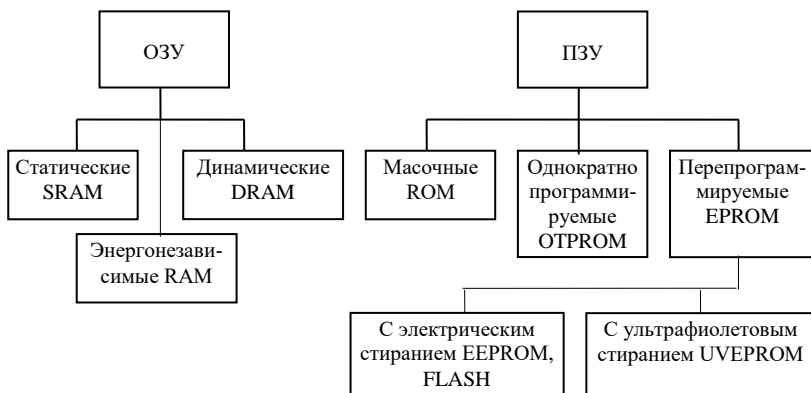 ОЗУ
ПЗУ
Статические
SRAM
Динамические
DRAM
Масочные
ROM
Однократно
программи-
руемые
OTPROM
Перепрограм-
мируемые
EPROM
Энергонезави-
симые RAM
С электрическим
стиранием EEPROM,
FLASH
С ультрафиолетовым
стиранием UVEPROM